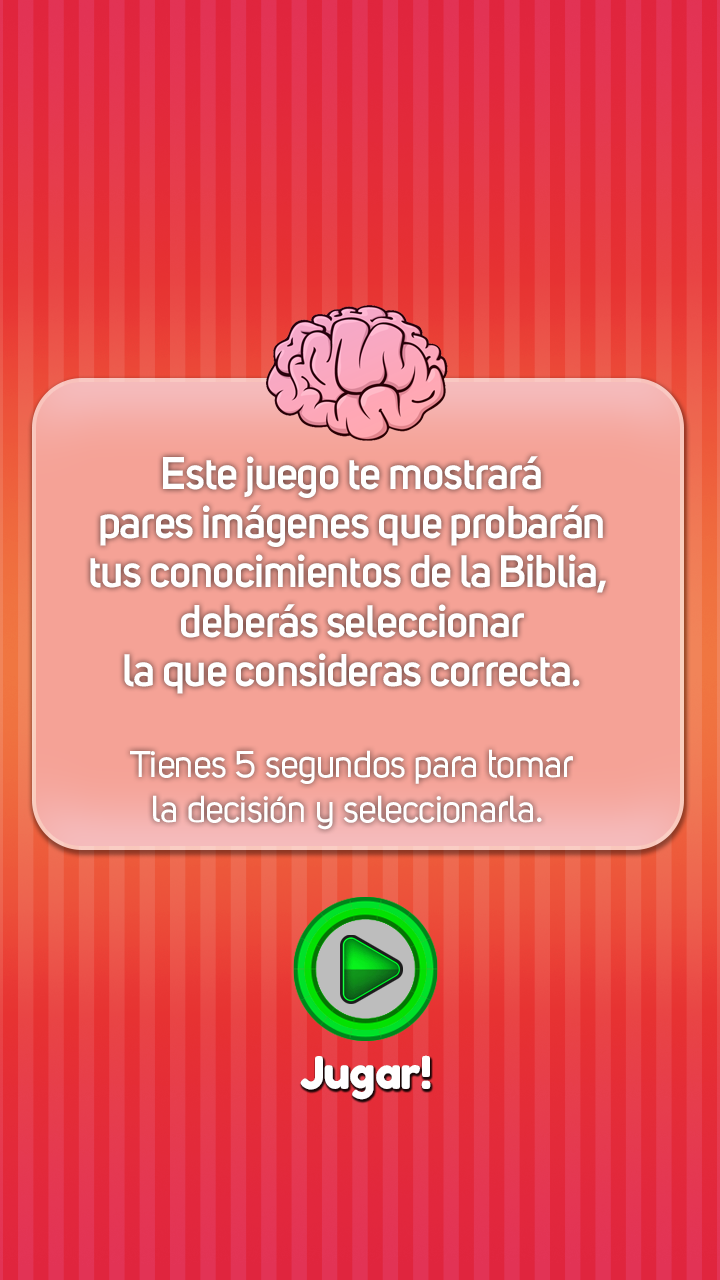 Este juego te mostrará
pares imágenes que probarán
tus conocimientos de la Biblia,
deberás seleccionar
la que consideras correcta.
Tienes 5 segundos para tomar
la decisión y seleccionarla.
Jugar!